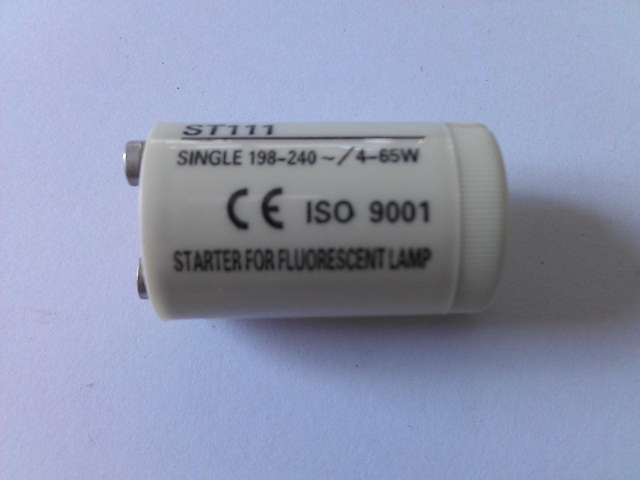 ST111
SINGLE 198-240~/4-65W
CE ISO 9001
STARTER FOR FLUORESCENT LAMP